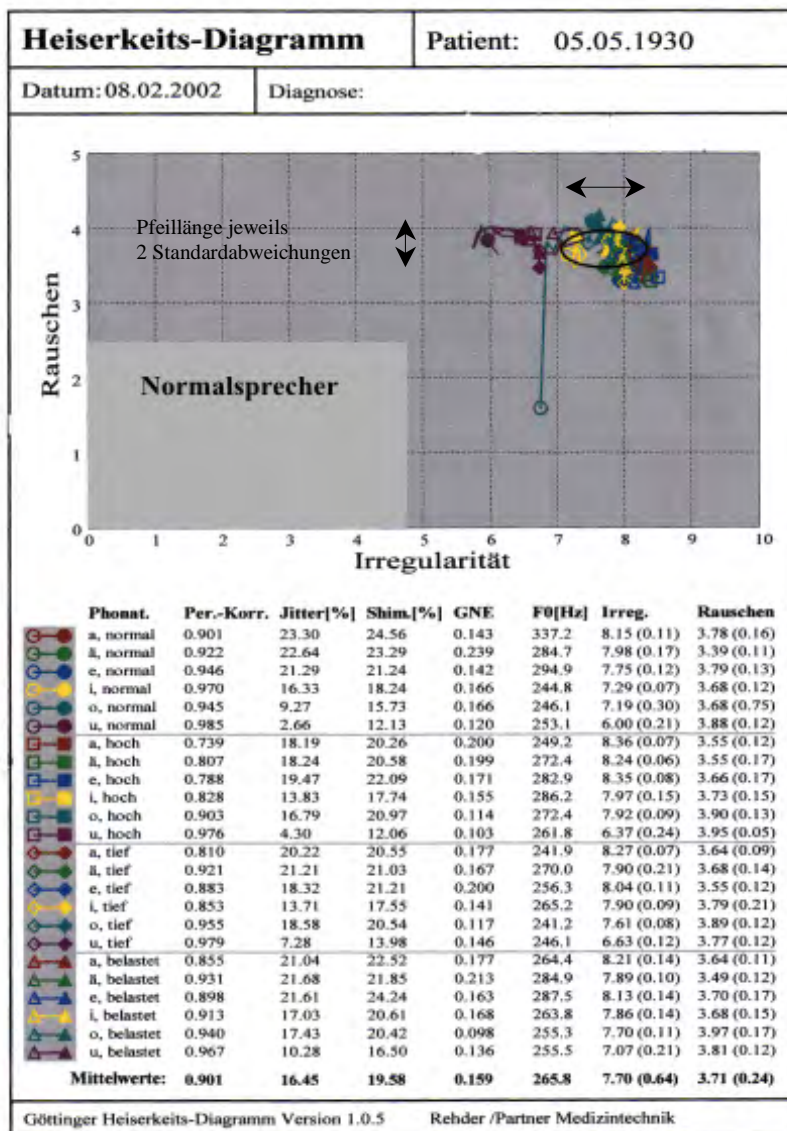 Heiserkeits-Diagramm Patient: 05.05.1930
Datum: 08.02.2002 Diagnose:
5
4
3
2
1
0
Rauschen
Pfeillänge jeweils
2 Standardabweichungen
Normalsprecher
0 1 2 3 4 5 6 7 8 9 10
Irregularität
Phonat. Per.-Korr. Jitter[%] Shim.[%] GNE F0[Hz] Irreg. Rauschen
a, normal 0.901 23.30 24.56 0.143 337.2 8.15 (0.11) 3.78 (0.16)
ä, normal 0.922 22.64 23.29 0.239 284.7 7.98 (0.17) 3.39 (0.11)
e, normal 0.946 21.29 21.24 0.142 294.9 7.75 (0.12) 3.79 (0.13)
i, normal 0.970 16.33 18.24 0.166 244.8 7.29 (0.07) 3.68 (0.12)
o, normal 0.945 9.27 15.73 0.166 246.1 7.19 (0.30) 3.68 (0.75)
u, normal 0.985 2.66 12.13 0.120 253.1 6.00 (0.21) 3.88 (0.12)
a, hoch 0.739 18.19 20.26 0.200 249.2 8.36 (0.07) 3.55 (0.12)
ä, hoch 0.807 18.24 20.58 0.199 272.4 8.24 (0.06) 3.55 (0.17)
e, hoch 0.788 19.47 22.09 0.171 282.9 8.35 (0.08) 3.66 (0.17)
i, hoch 0.828 13.83 17.74 0.155 286.2 7.97 (0.15) 3.73 (0.15)
o, hoch 0.903 16.79 20.97 0.114 272.4 7.92 (0.09) 3.90 (0.13)
u, hoch 0.976 4.30 12.06 0.103 261.8 6.37 (0.24) 3.95 (0.05)
a, tief 0.810 20.22 20.55 0.177 241.9 8.27 (0.07) 3.64 (0.09)
ä, tief 0.921 21.21 21.03 0.167 270.0 7.90 (0.21) 3.68 (0.14)
e, tief 0.883 18.32 21.21 0.200 256.3 8.04 (0.11) 3.55 (0.12)
i, tief 0.853 13.71 17.55 0.141 265.2 7.90 (0.09) 3.79 (0.21)
o, tief 0.955 18.58 20.54 0.117 241.2 7.61 (0.08) 3.89 (0.12)
u, tief 0.979 7.28 13.98 0.146 246.1 6.63 (0.12) 3.77 (0.12)
a, belastet 0.855 21.04 22.52 0.177 264.4 8.21 (0.14) 3.64 (0.11)
ä, belastet 0.931 21.68 21.85 0.213 284.9 7.89 (0.10) 3.49 (0.12)
e, belastet 0.898 21.61 24.24 0.163 287.5 8.13 (0.14) 3.70 (0.17)
i, belastet 0.913 17.03 20.61 0.168 263.8 7.86 (0.14) 3.68 (0.15)
o, belastet 0.940 17.43 20.42 0.098 255.3 7.70 (0.11) 3.97 (0.17)
u, belastet 0.967 10.28 16.50 0.136 255.5 7.07 (0.21) 3.81 (0.12)
Mittelwerte: 0.901 16.45 19.58 0.159 265.8 7.70 (0.64) 3.71 (0.24)
Göttinger Heiserkeits-Diagramm Version 1.0.5 Rehder /Partner Medizintechnik